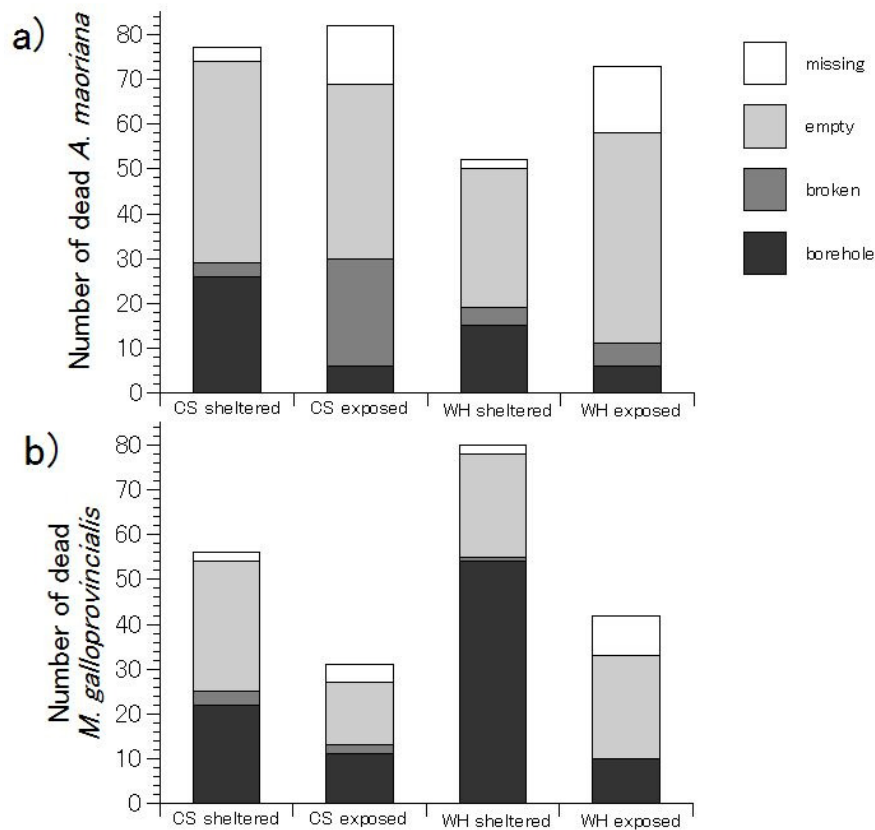 a)
Number of dead A. maoriana
80
70
60
50
40
30
20
10
0
CS sheltered CS exposed WH sheltered WH exposed
missing
empty
broken
borehole
b)
Number of dead
M. galloprovincialis
80
70
60
50
40
30
20
10
0
CS sheltered CS exposed WH sheltered WH exposed